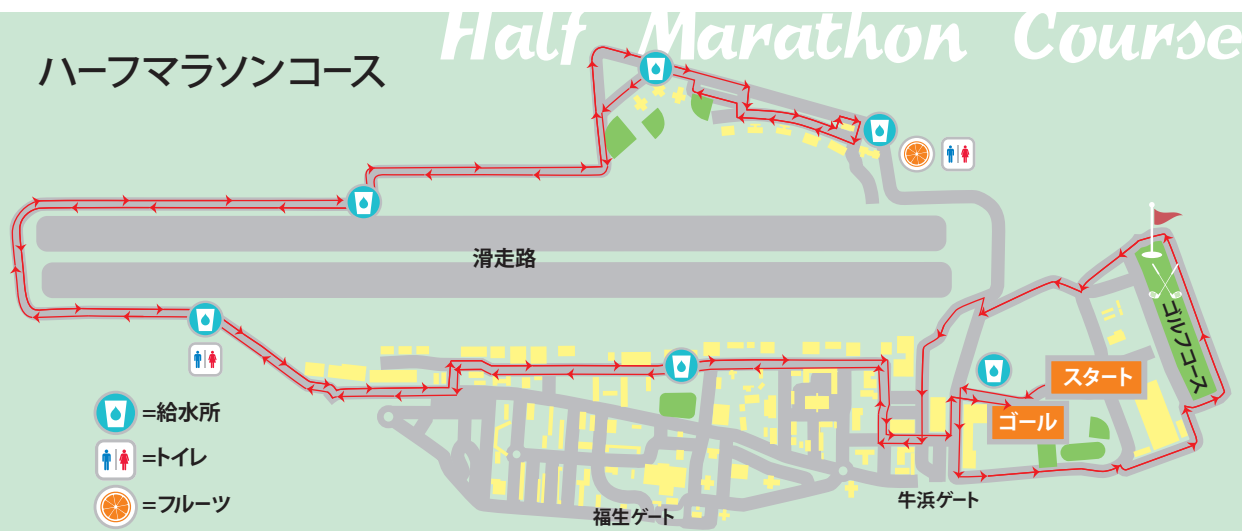 Half Marathon Course
ハーフマラソンコース
滑走路
ゴルフコース
スタート
ゴール
=給水所
=トイレ
=フルーツ
牛浜ゲート
福生ゲート